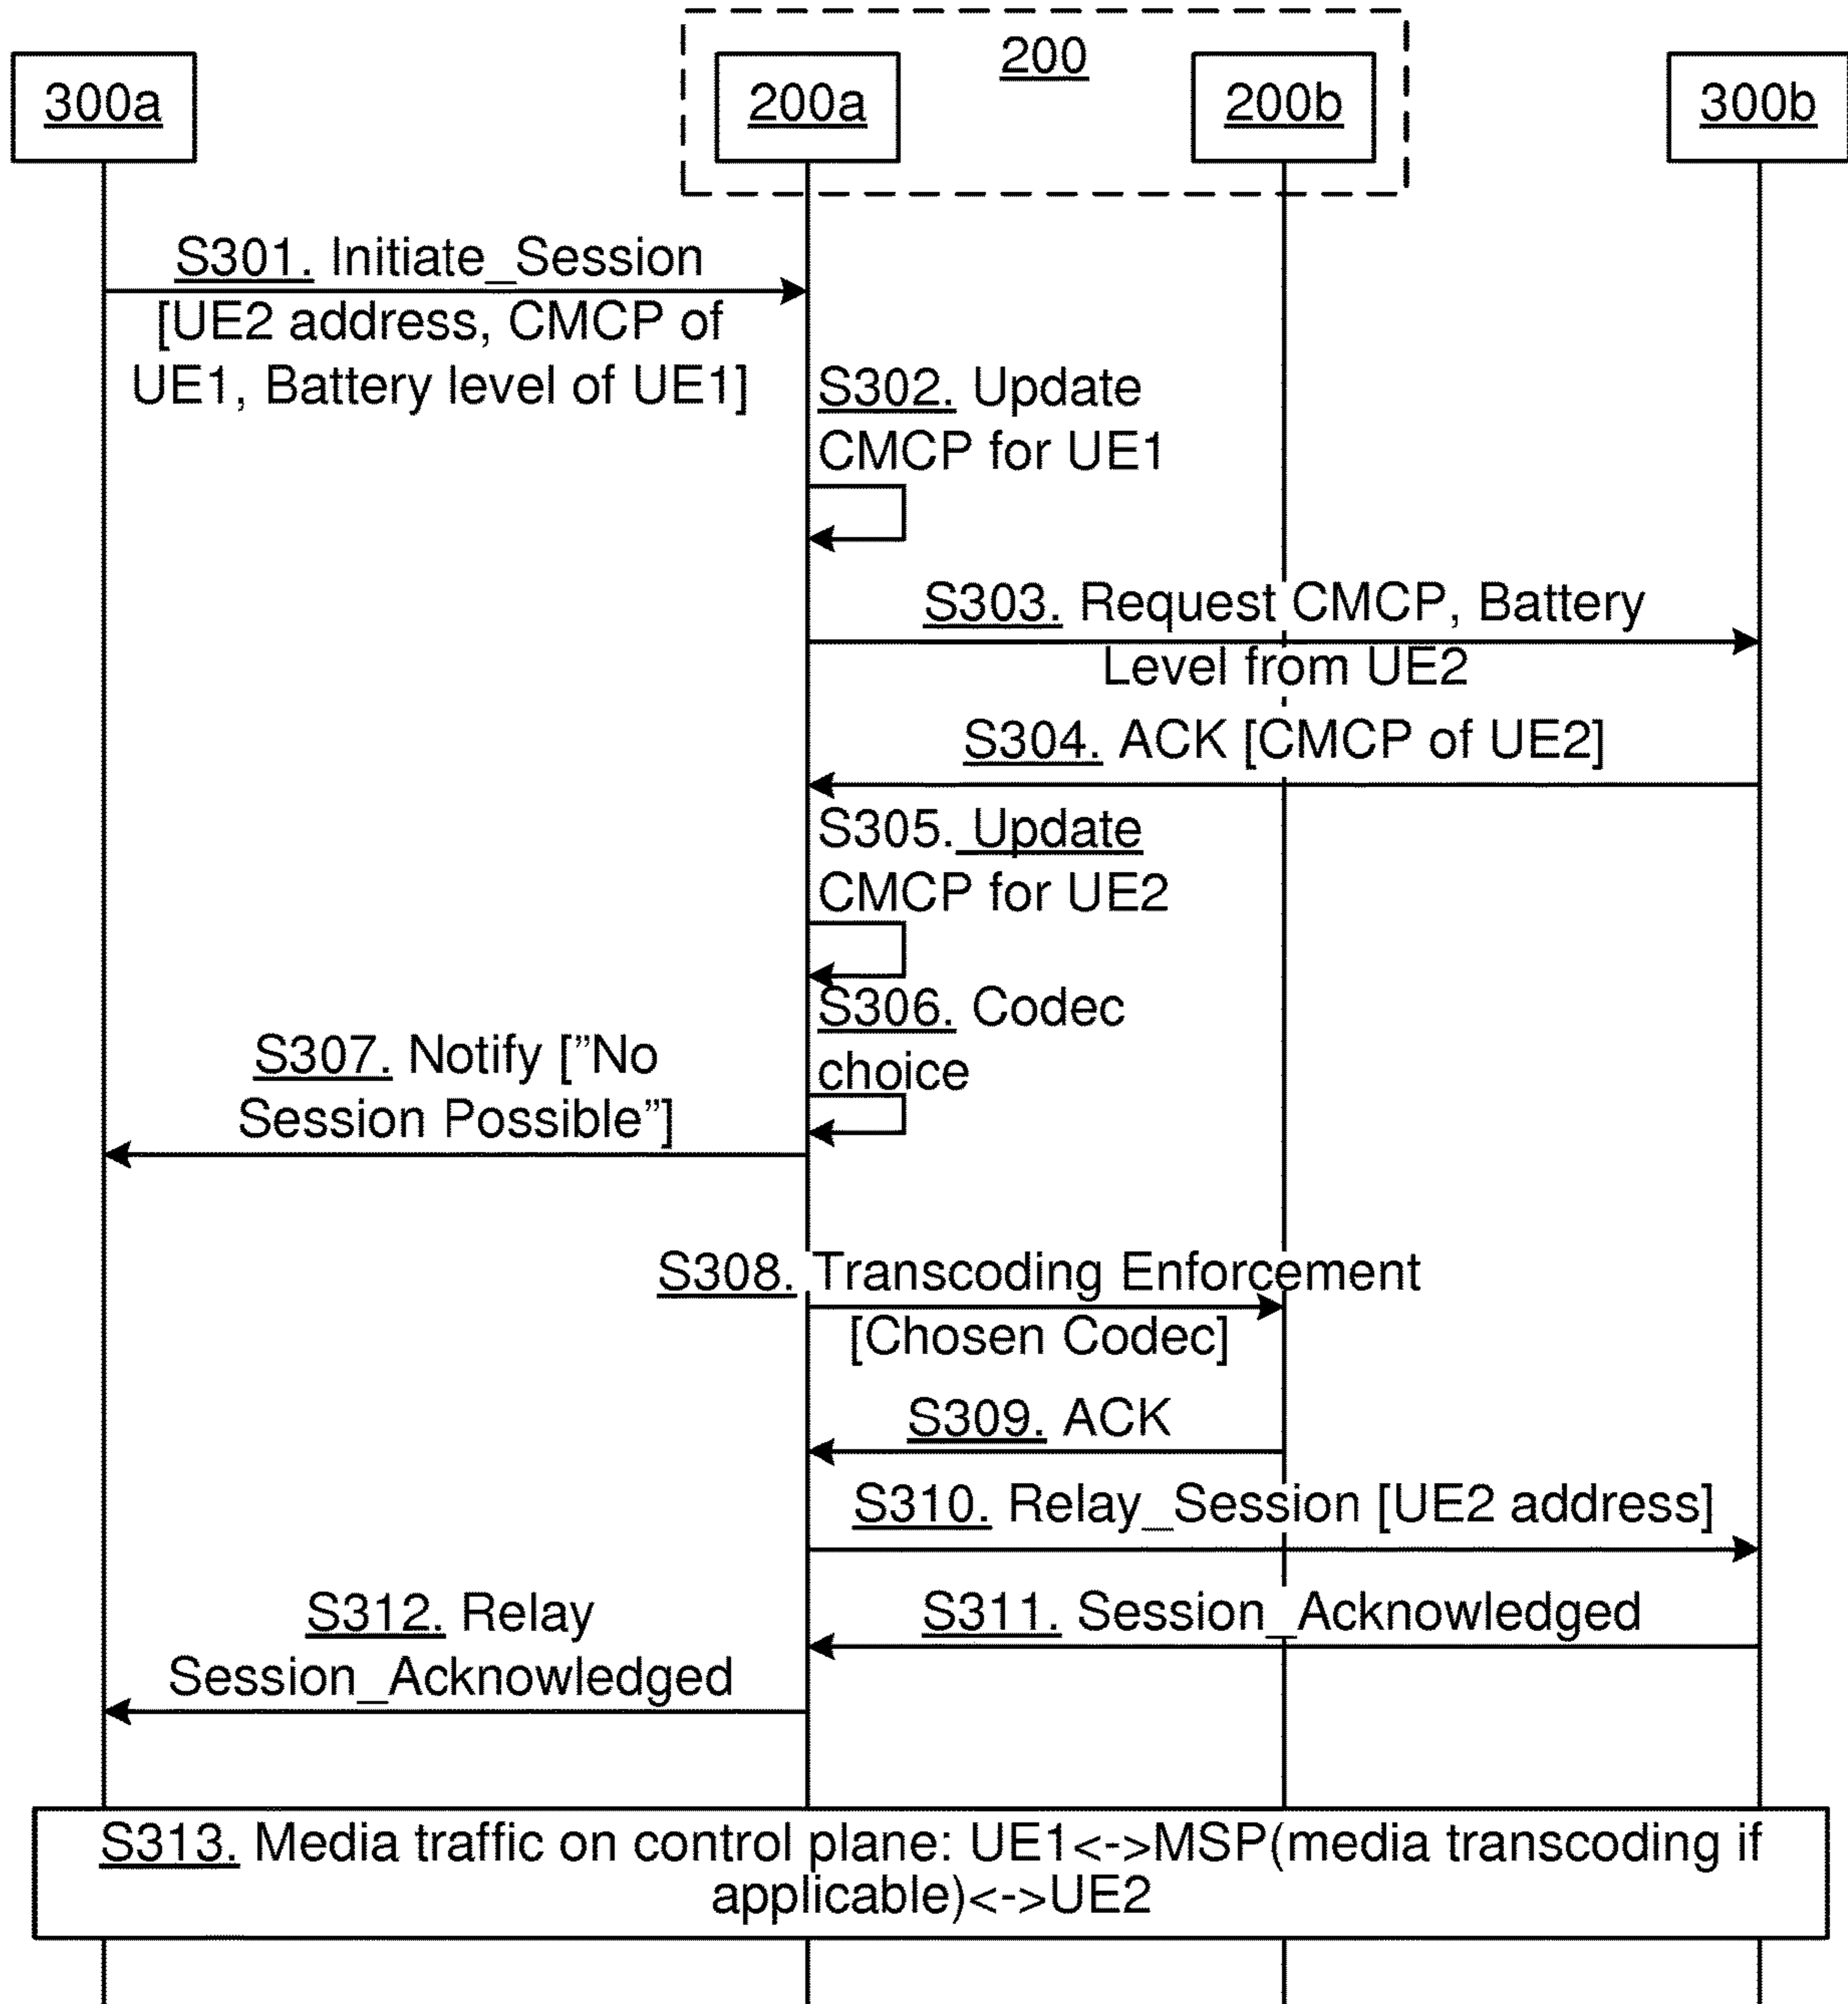 200
300a
200a
200b
300b
S301. Initiate_Session
[UE2 address, CMCP of
UE1, Battery level of UE1]
S302. Update
CMCP for UE1
S303. Request CMCP, Battery
Level from UE2
S304. ACK [CMCP of UE2]
S305. Update
CMCP for UE2
S306. Codec
choice
S307. Notify [”No
Session Possible”]
S308. Transcoding Enforcement
[Chosen Codec]
S309. ACK
S310. Relay_Session [UE2 address]
S311. Session_Acknowledged
S312. Relay
Session_Acknowledged
S313. Media traffic on control plane: UE1<->MSP(media transcoding if
applicable)<->UE2